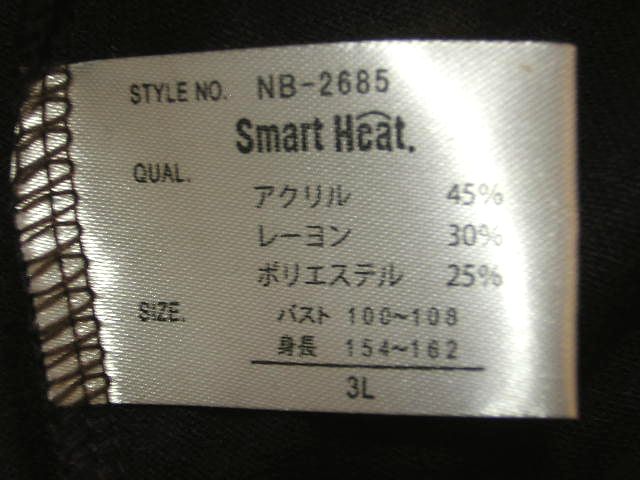 STYLE NO. NB-2685
Smart Heat.
QUAL.
アクリル 45%
レーヨン 30%
ポリエステル 25%
SIZE.
バスト 100~108
身長 154~162
3L